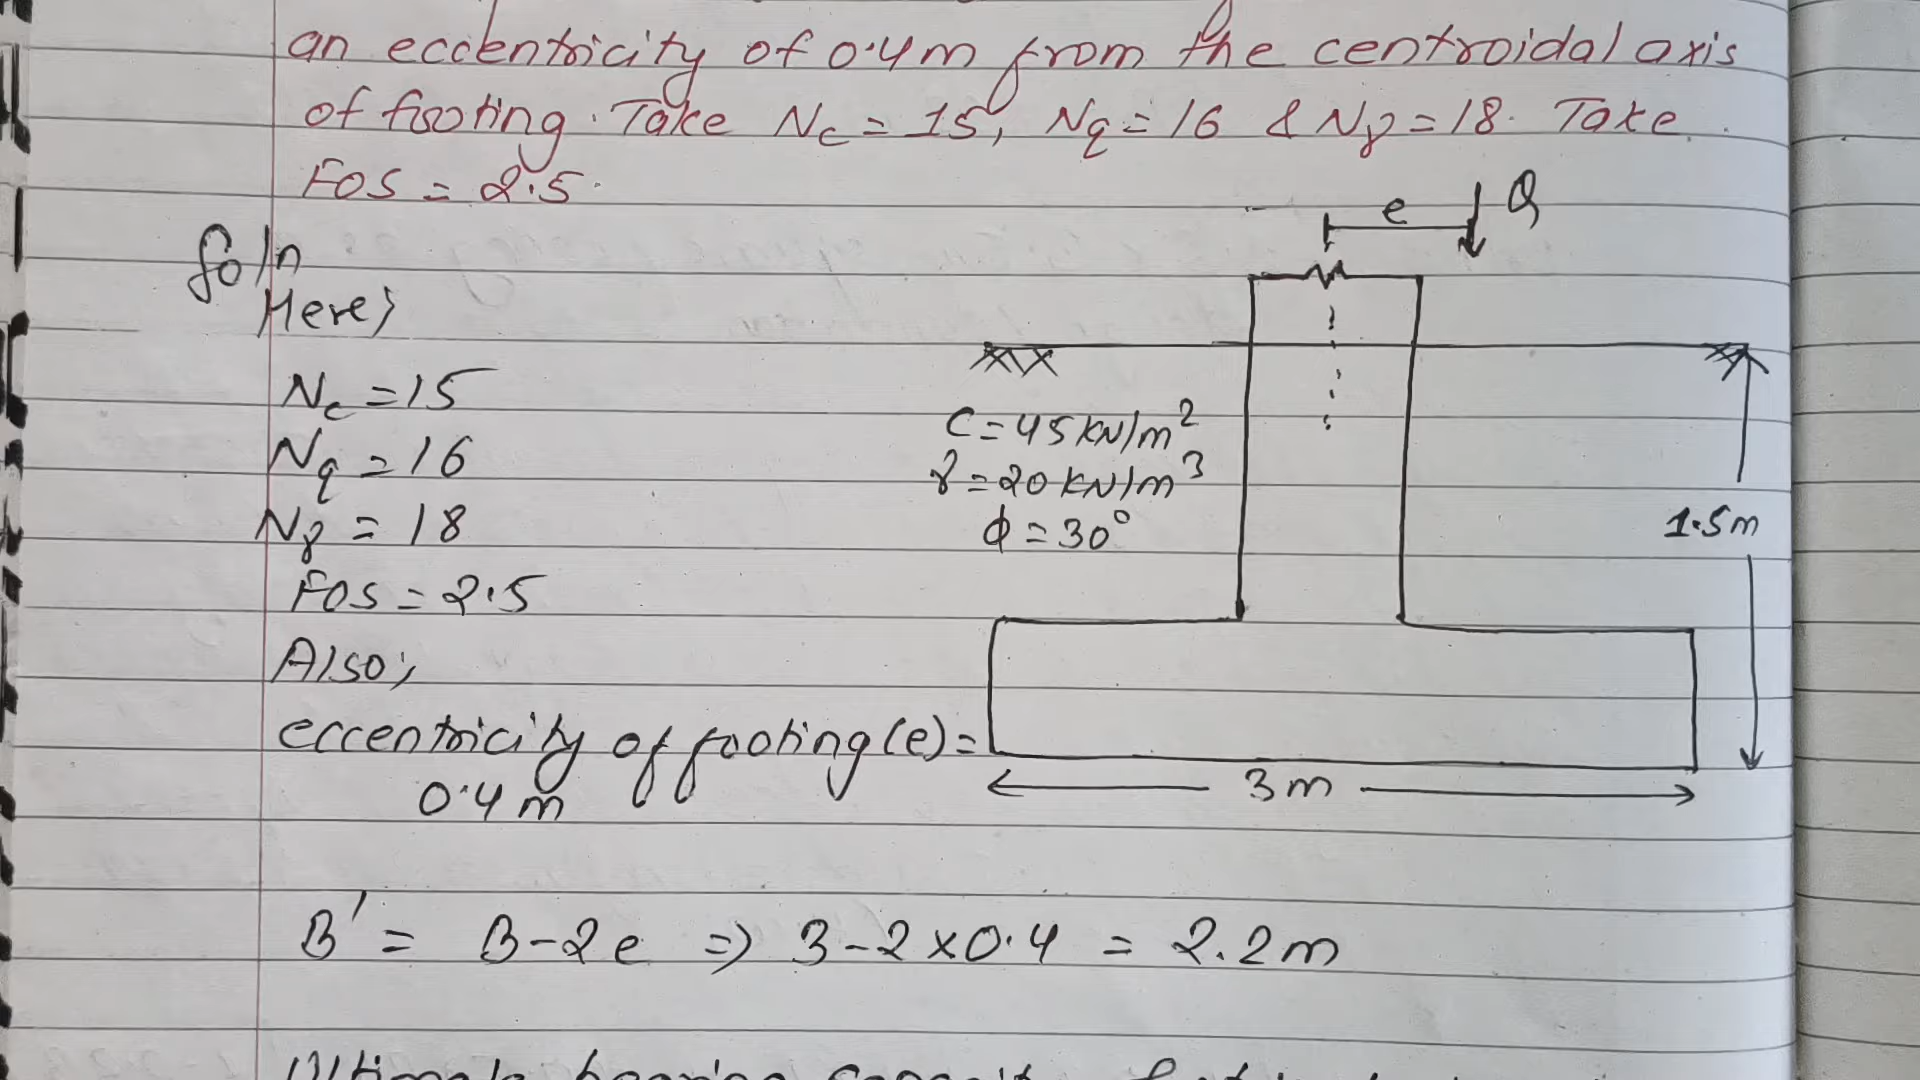 an eccentricity of 0.4m from the centroidal axis
of footing. Take Nc = 15, Nq = 16 & Nγ = 18. Take
FOS = 2.5.
e Q
Soln
Here,
Nc = 15
C = 45 KN/m²
Nq = 16
γ = 20 KN/m³
Nγ = 18
φ = 30°
1.5m
FOS = 2.5
Also,
eccentricity of footing (e) =
0.4 m
3m
B' = B-2e => 3-2×0.4 = 2.2m
Ultimate bearing